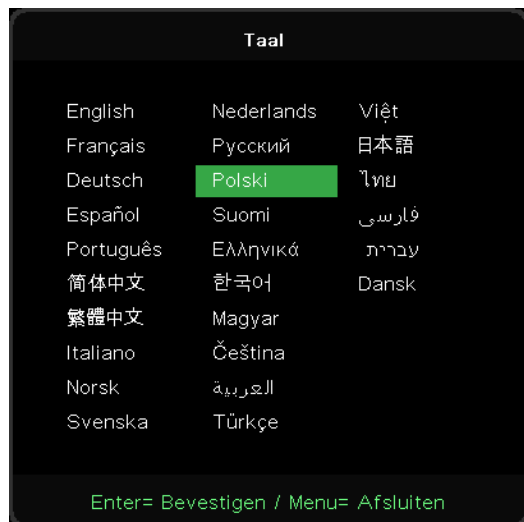 Taal
English Nederlands Việt
Français Русский 日本語
Deutsch Polski ไทย
Español Suomi فارسی
Português Ελληνικά עברית
简体中文 한국어 Dansk
繁體中文 Magyar
Italiano Čeština
Norsk العربية
Svenska Türkçe
Enter= Bevestigen / Menu= Afsluiten